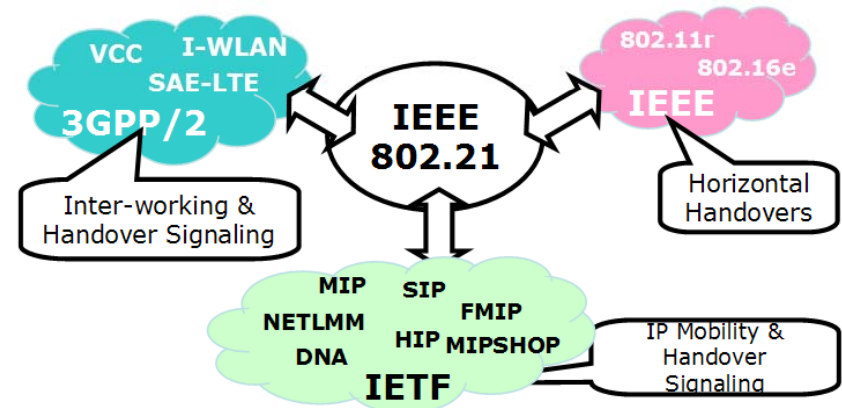 VCC
I-WLAN
SAE-LTE
3GPP/2
Inter-working &
Handover Signaling
IEEE
802.21
802.11r
802.16e
IEEE
Horizontal
Handovers
MIP
SIP
FMIP
NETLMM
HIP
MIPSHOP
DNA
IETF
IP Mobility &
Handover
Signaling